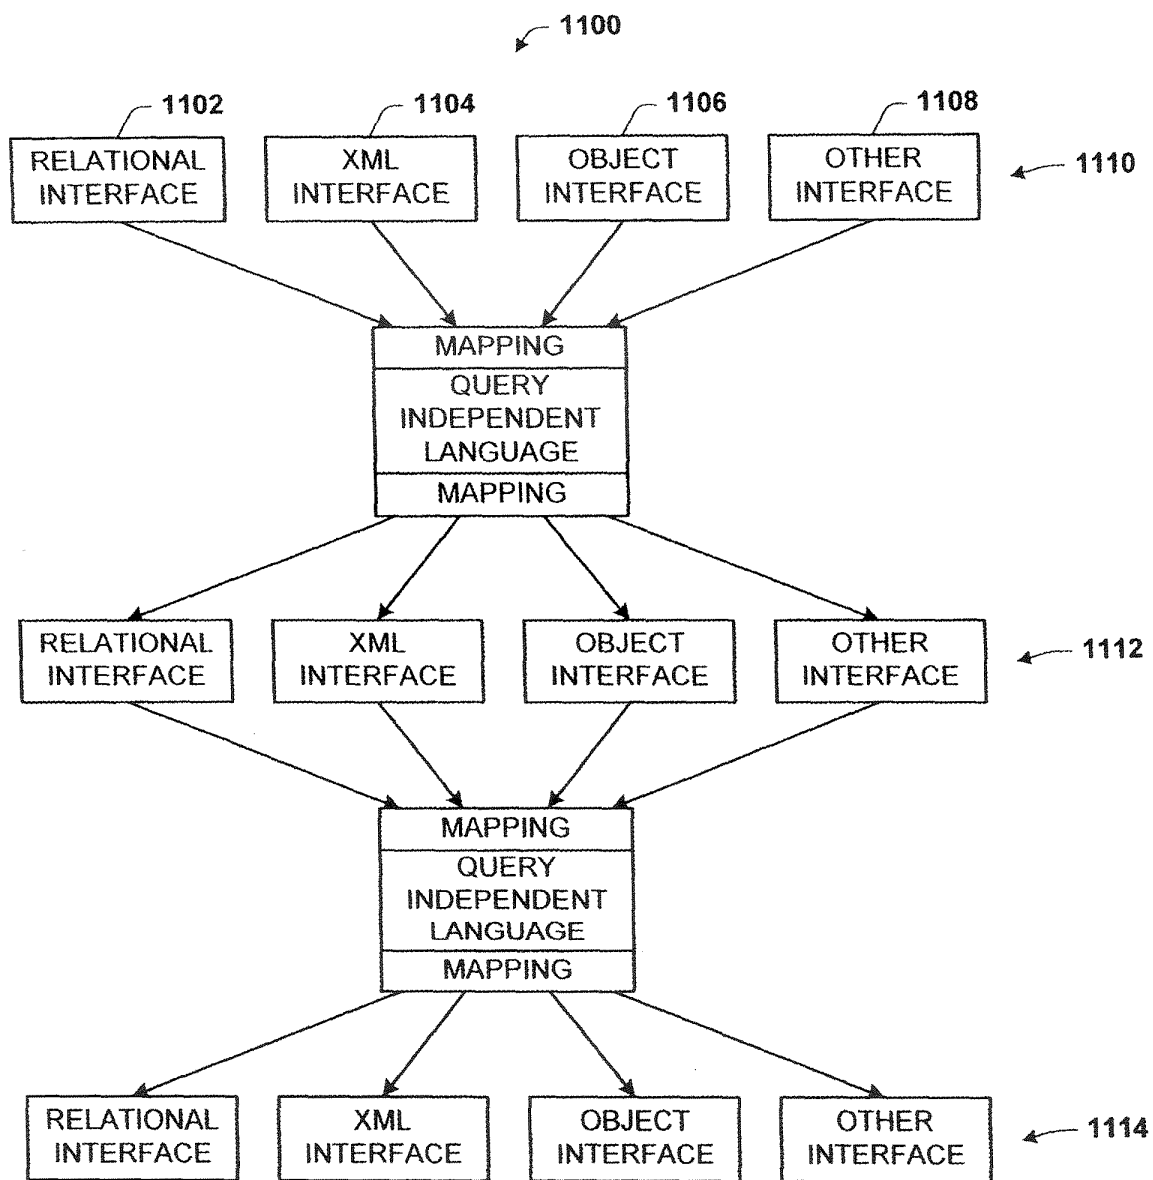 1100
1102
1104
1106
1108
RELATIONAL
INTERFACE
XML
INTERFACE
OBJECT
INTERFACE
OTHER
INTERFACE
1110
MAPPING
QUERY
INDEPENDENT
LANGUAGE
MAPPING
RELATIONAL
INTERFACE
XML
INTERFACE
OBJECT
INTERFACE
OTHER
INTERFACE
1112
MAPPING
QUERY
INDEPENDENT
LANGUAGE
MAPPING
RELATIONAL
INTERFACE
XML
INTERFACE
OBJECT
INTERFACE
OTHER
INTERFACE
1114